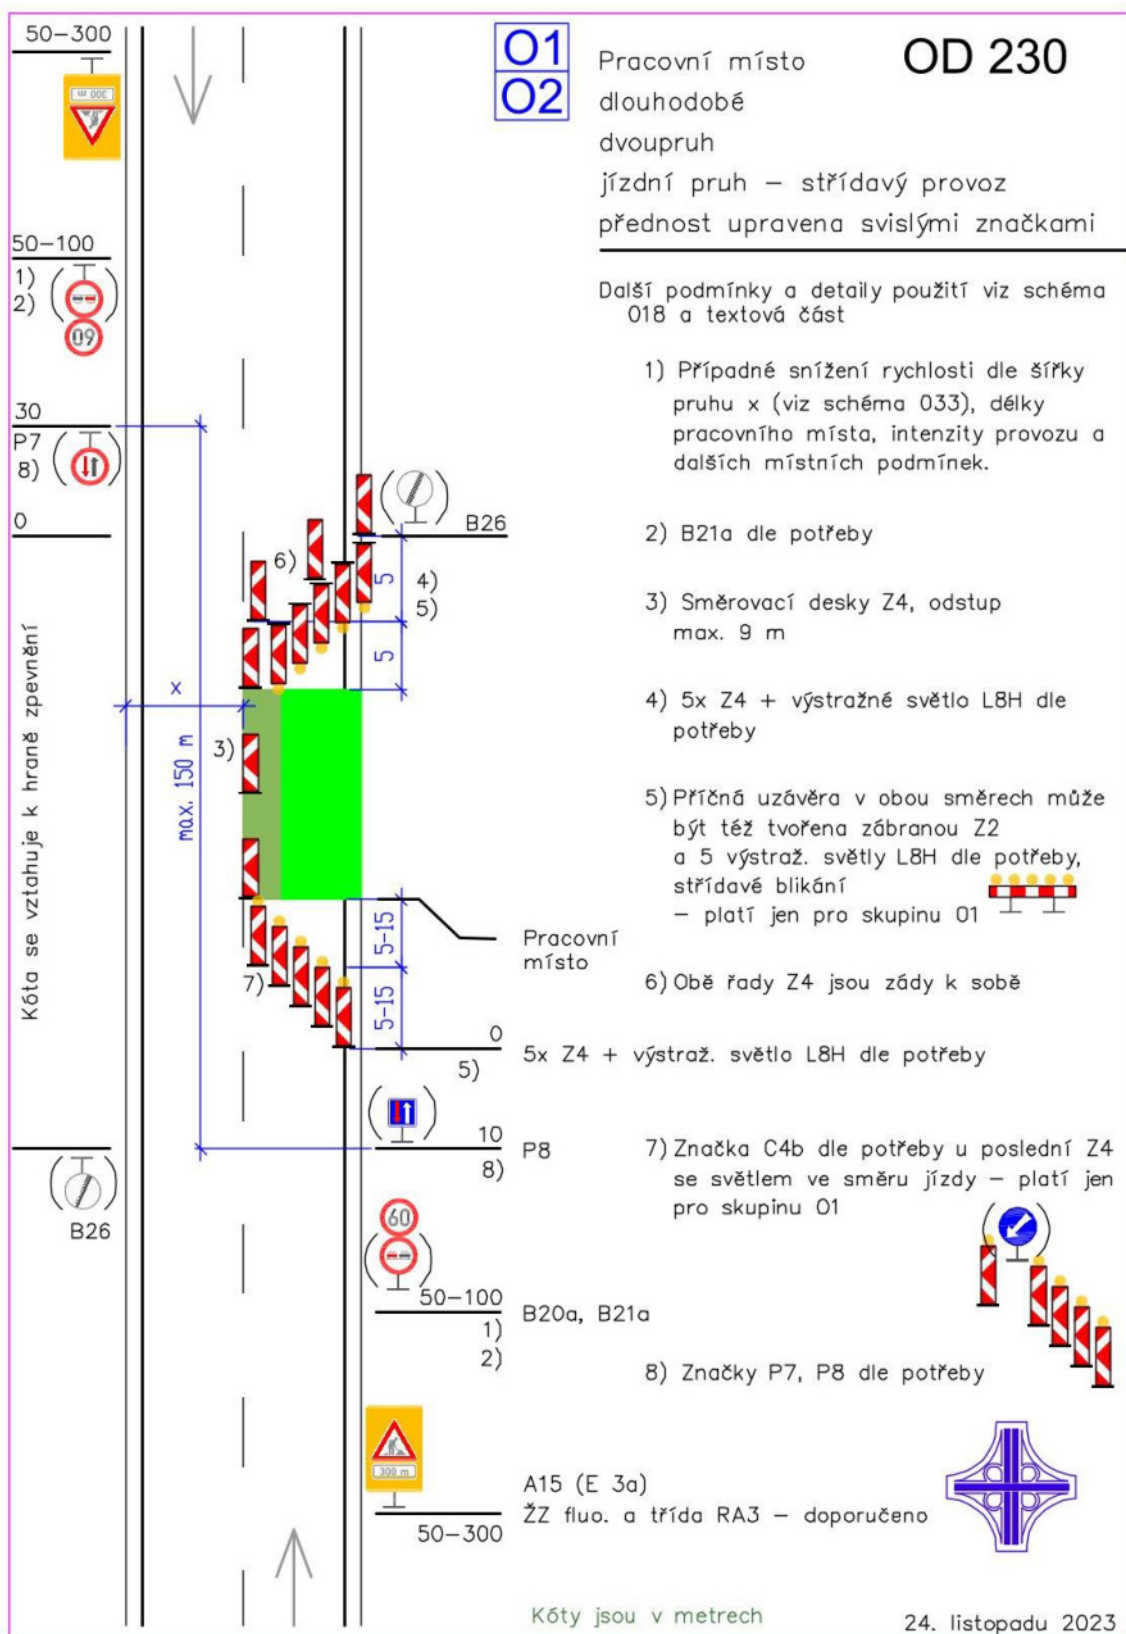 O1
O2
Pracovní místo
OD 230
dlouhodobé
dvoupruh
jízdní pruh – střídavý provoz
přednost upravena svislými značkami
Další podmínky a detaily použití viz schéma
O18 a textová část
1) Případné snížení rychlosti dle šířky
pruhu x (viz schéma O33), délky
pracovního místa, intenzity provozu a
dalších místních podmínek.
2) B21a dle potřeby
3) Směrovací desky Z4, odstup
max. 9 m
4) 5x Z4 + výstražné světlo L8H dle
potřeby
5) Příčná uzávěra v obou směrech může
být též tvořena zábranou Z2
a 5 výstraž. světly L8H dle potřeby,
střídavé blikání
– platí jen pro skupinu O1
6) Obě řady Z4 jsou zády k sobě
7) Značka C4b dle potřeby u poslední Z4
se světlem ve směru jízdy – platí jen
pro skupinu O1
8) Značky P7, P8 dle potřeby
50–300
300 m
50–100
1)
2)
60
30
P7
8)
0
Kóta se vztahuje k hraně zpevnění
B26
B26
6)
5
4)
5)
5
x
max. 150 m
3)
5–15
Pracovní
místo
7)
5–15
0
5)
5x Z4 + výstraž. světlo L8H dle potřeby
10
8)
P8
60
50–100
1)
2)
B20a, B21a
300 m
50–300
A15 (E 3a)
ŽZ fluo. a třída RA3 – doporučeno
Kóty jsou v metrech
24. listopadu 2023